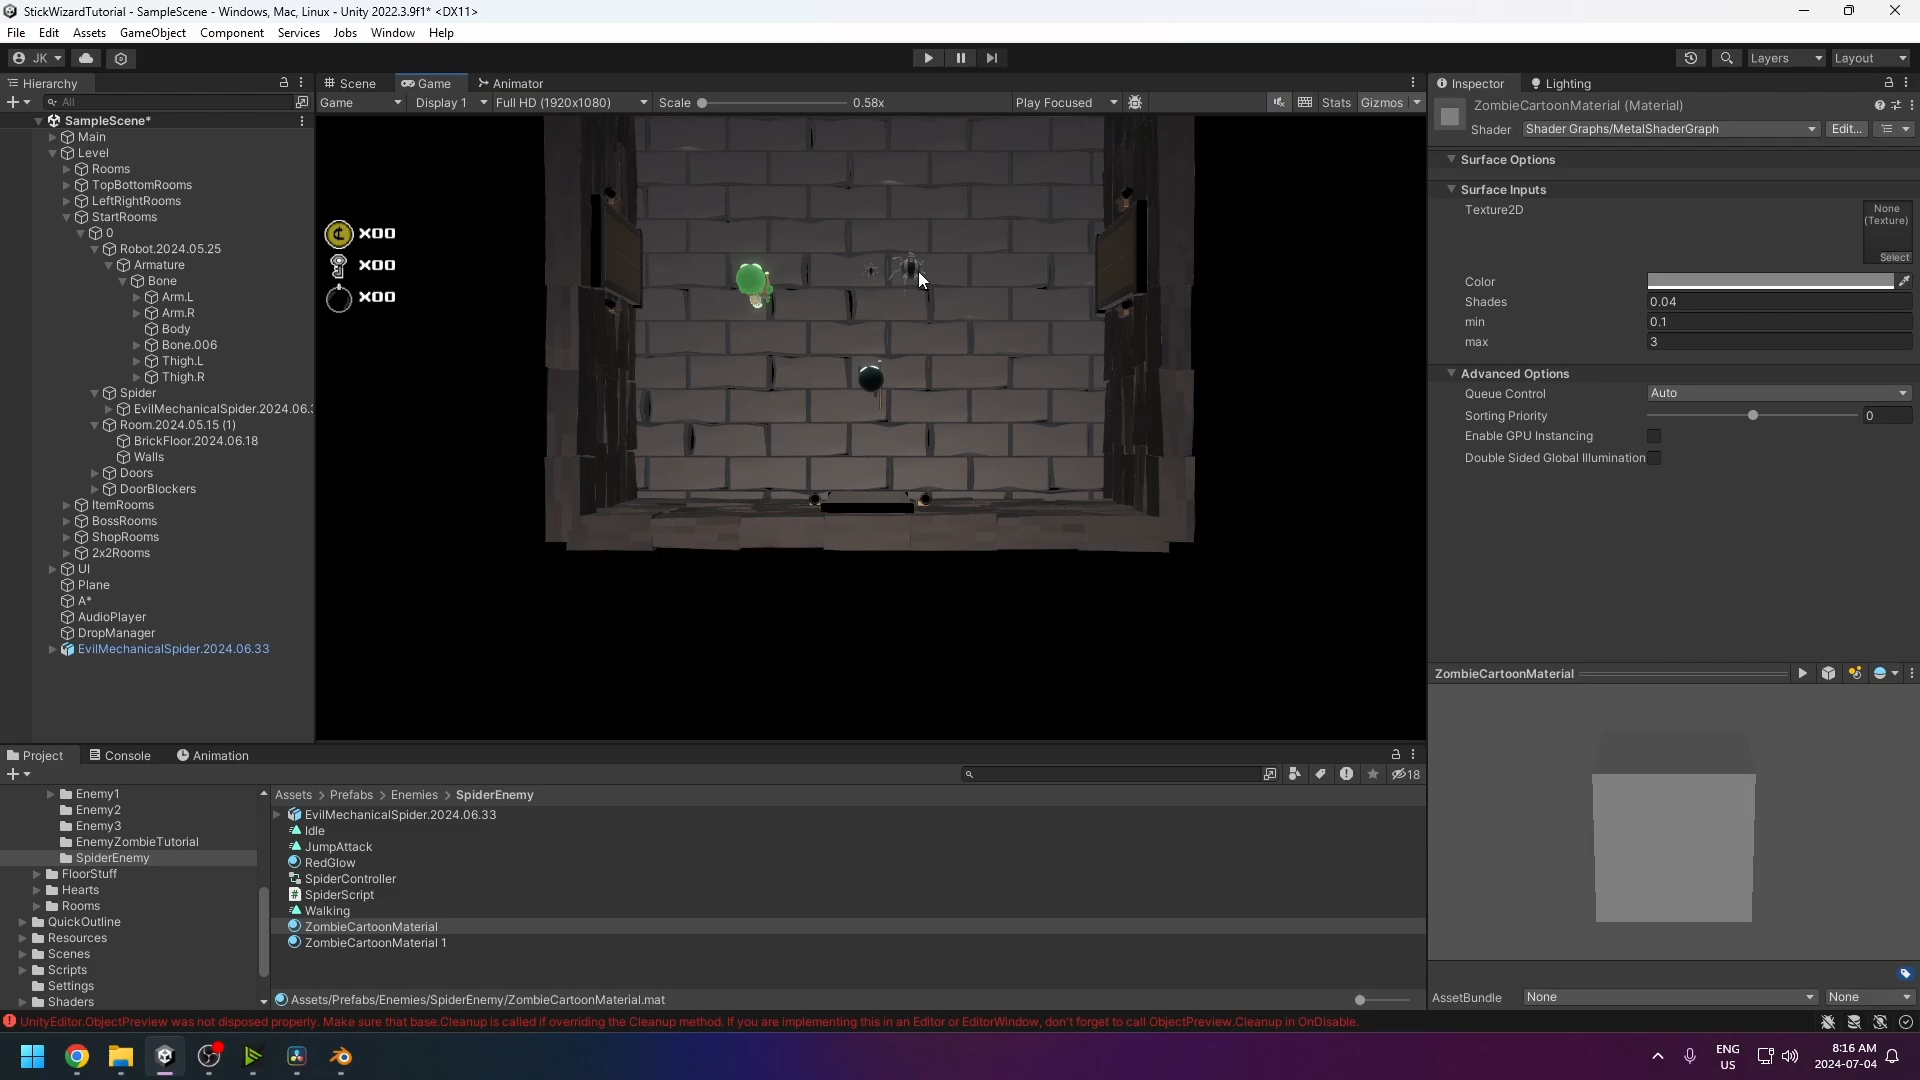 StickWizardTutorial - SampleScene - Windows, Mac, Linux - Unity 2022.3.9f1* <DX11>
File Edit Assets GameObject Component Services Jobs Window Help
JK Layers Layout
Hierarchy Scene Game Animator Inspector Lighting
All Game Display 1 Full HD (1920x1080) Scale 0.58x Play Focused Stats Gizmos
SampleScene*
Main
Level
Rooms
TopBottomRooms
LeftRightRooms
StartRooms
0
Robot.2024.05.25
Armature
Bone
Arm.L
Arm.R
Body
Bone.006
Thigh.L
Thigh.R
Spider
EvilMechanicalSpider.2024.06.
Room.2024.05.15 (1)
BrickFloor.2024.06.18
Walls
Doors
DoorBlockers
ItemRooms
BossRooms
ShopRooms
2x2Rooms
UI
Plane
A*
AudioPlayer
DropManager
EvilMechanicalSpider.2024.06.33
X00
X00
X00
ZombieCartoonMaterial (Material)
Shader Shader Graphs/MetalShaderGraph Edit...
Surface Options
Surface Inputs
Texture2D None (Texture) Select
Color
Shades 0.04
min 0.1
max 3
Advanced Options
Queue Control Auto
Sorting Priority 0
Enable GPU Instancing
Double Sided Global Illumination
ZombieCartoonMaterial
AssetBundle None None
Project Console Animation
18
Enemy1
Enemy2
Enemy3
EnemyZombieTutorial
SpiderEnemy
FloorStuff
Hearts
Rooms
QuickOutline
Resources
Scenes
Scripts
Settings
Shaders
Assets > Prefabs > Enemies > SpiderEnemy
EvilMechanicalSpider.2024.06.33
Idle
JumpAttack
RedGlow
SpiderController
SpiderScript
Walking
ZombieCartoonMaterial
ZombieCartoonMaterial 1
Assets/Prefabs/Enemies/SpiderEnemy/ZombieCartoonMaterial.mat
UnityEditor.ObjectPreview was not disposed properly. Make sure that base.Cleanup is called if overriding the Cleanup method. If you are implementing this in an Editor or EditorWindow, don't forget to call ObjectPreview.Cleanup in OnDisable.
ENG
US
8:16 AM
2024-07-04